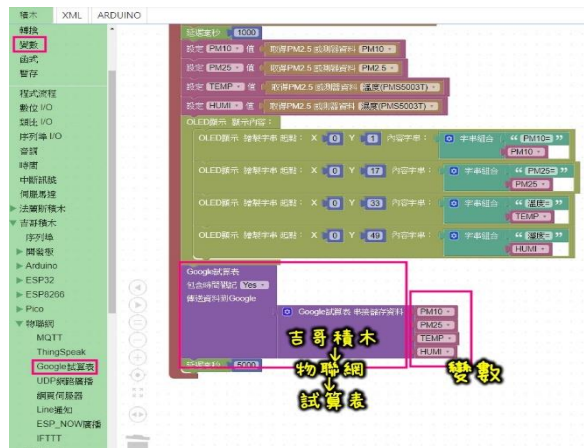 積木 XML ARDUINO
轉換
變數
函式
暫存
程式流程
數位 I/O
類比 I/O
序列埠 I/O
音調
時間
中斷訊號
伺服馬達
法蘭斯積木
吉哥積木
序列埠
開發板
Arduino
ESP32
ESP8266
Pico
物聯網
MQTT
ThingSpeak
Google試算表
UDP網路廣播
網頁伺服器
Line通知
ESP_NOW廣播
IFTTT
延遲毫秒 1000
設定 PM10 值 取得PM2.5 感測器資料 PM10
設定 PM25 值 取得PM2.5 感測器資料 PM2.5
設定 TEMP 值 取得PM2.5 感測器資料 溫度(PMS5003T)
設定 HUMI 值 取得PM2.5 感測器資料 濕度(PMS5003T)
OLED顯示 顯示內容:
OLED顯示 繪製字串 起點: X 0 Y 1 內容字串: 字串組合 “ PM10= ”
PM10
OLED顯示 繪製字串 起點: X 0 Y 17 內容字串: 字串組合 “ PM25= ”
PM25
OLED顯示 繪製字串 起點: X 0 Y 33 內容字串: 字串組合 “ 溫度= ”
TEMP
OLED顯示 繪製字串 起點: X 0 Y 49 內容字串: 字串組合 “ 濕度= ”
HUMI
Google試算表
包含時間戳記 Yes
傳送資料到Google
Google試算表 串接儲存資料 PM10
PM25
TEMP
HUMI
延遲毫秒 5000
吉哥積木
物聯網
試算表
變數